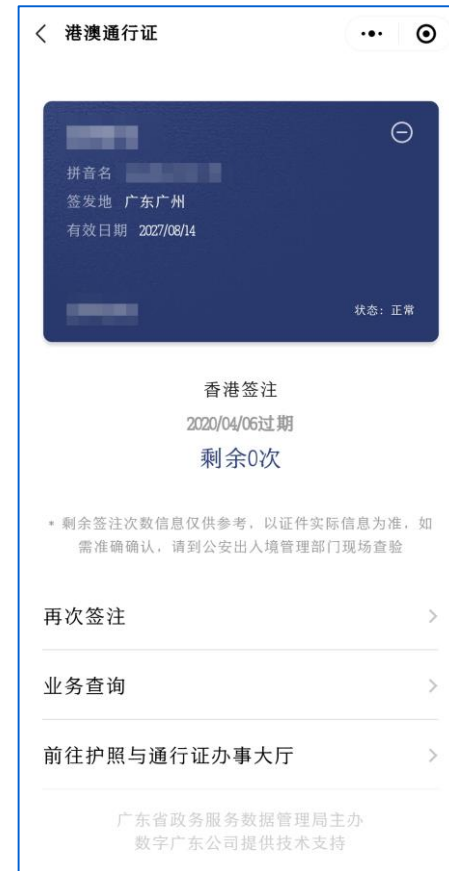 港澳通行证
拼音名
签发地 广东广州
有效日期 2027/08/14
状态: 正常
香港签注
2020/04/06过期
剩余0次
* 剩余签注次数信息仅供参考, 以证件实际信息为准, 如
需准确确认, 请到公安出入境管理部门现场查验
再次签注
业务查询
前往护照与通行证办事大厅
广东省政务服务数据管理局主办
数字广东公司提供技术支持